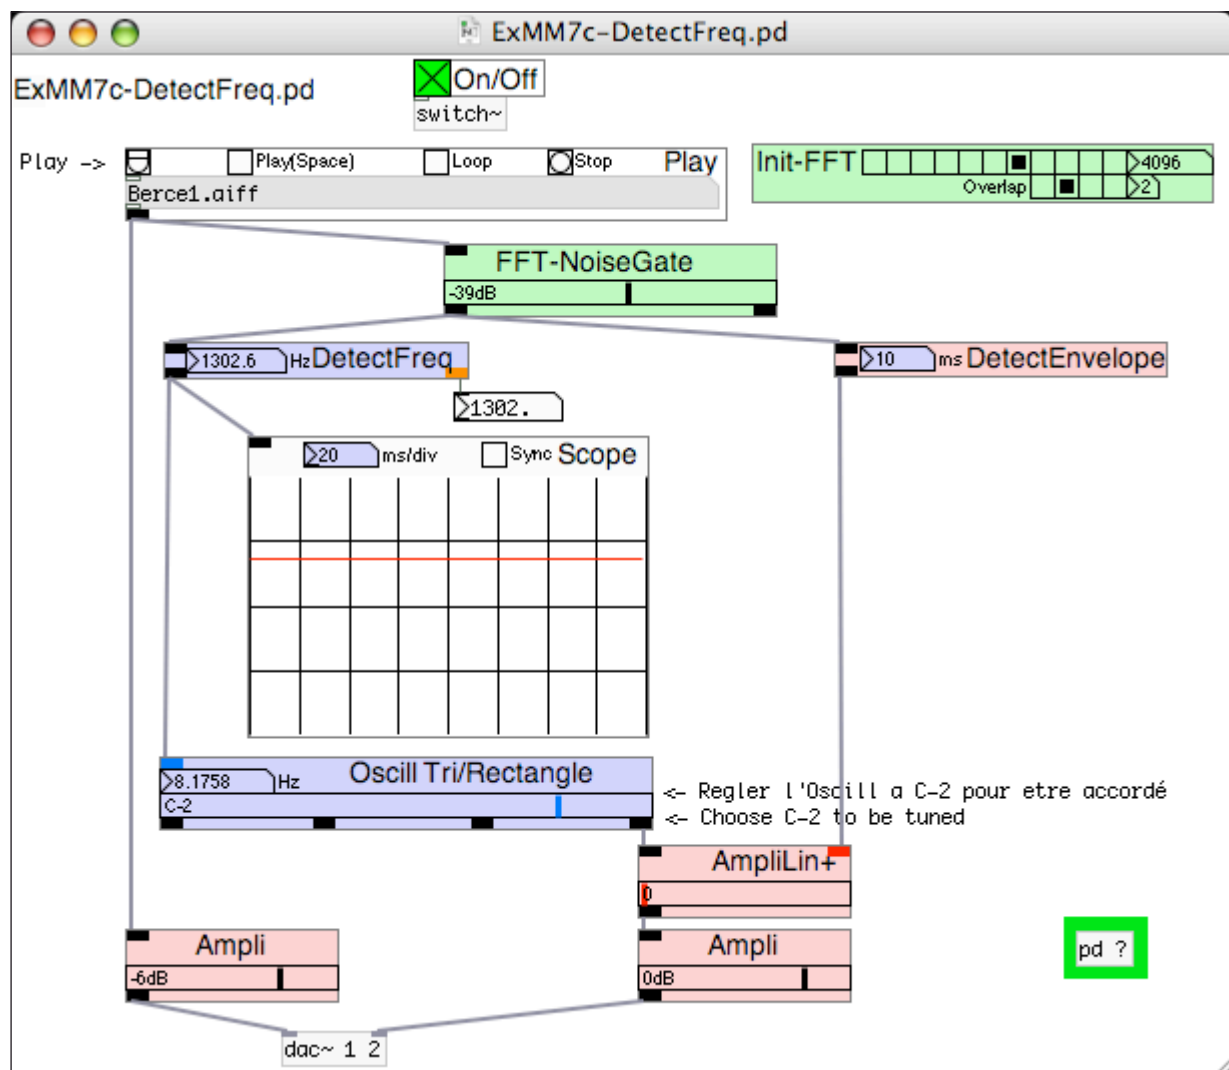 ExMM7c-DetectFreq.pd
ExMM7c-DetectFreq.pd
On/Off
switch~
Play ->
Play(Space)
Loop
Stop
Play
Berce1.aiff
Init-FFT
4096
Overlap
2
FFT-NoiseGate
-39dB
1302.6
Hz
DetectFreq
1302.
10
ms
DetectEnvelope
20
ms/div
Sync
Scope
8.1758
Hz
Oscill Tri/Rectangle
C-2
<- Regler l'Oscill a C-2 pour etre accordé
<- Choose C-2 to be tuned
AmpliLin+
0
Ampli
-6dB
Ampli
0dB
pd ?
dac~ 1 2